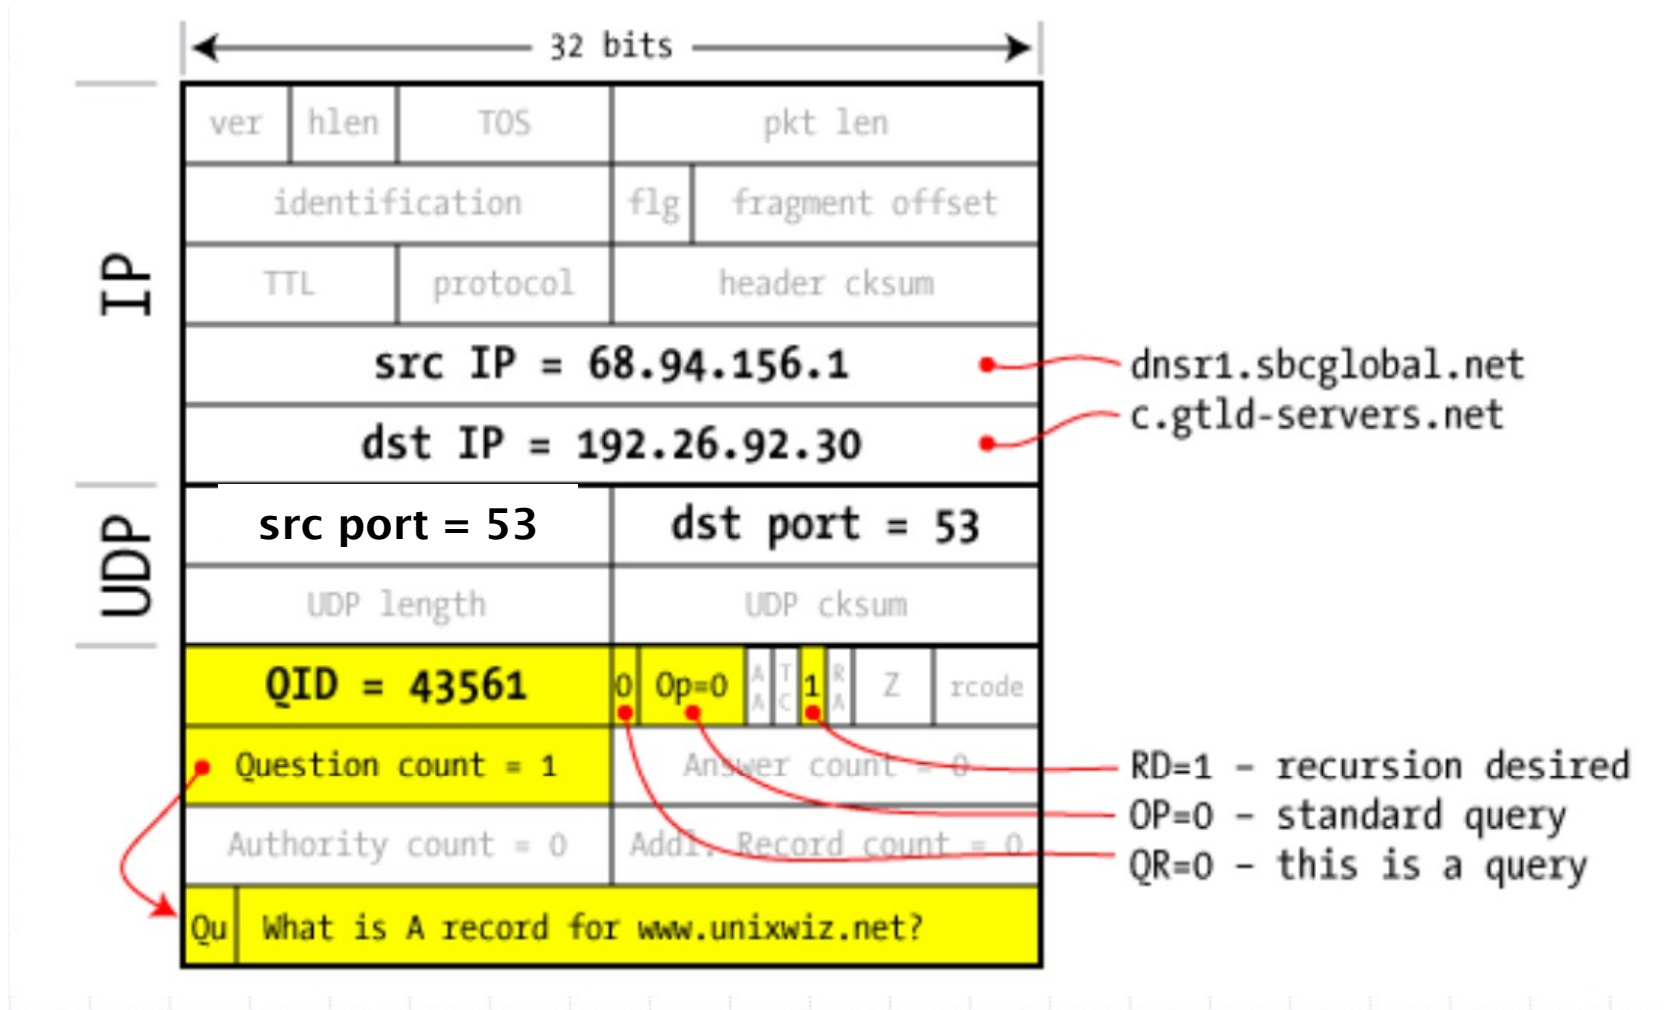 32 bits
ver hlen TOS pkt len
identification flg fragment offset
TTL protocol header cksum
IP
src IP = 68.94.156.1
dnsr1.sbcglobal.net
dst IP = 192.26.92.30
c.gtld-servers.net
src port = 53 dst port = 53
UDP
UDP length UDP cksum
QID = 43561 0 Op=0 AA TC 1 RA Z rcode
Question count = 1 Answer count = 0
RD=1 – recursion desired
OP=0 – standard query
Authority count = 0 Addl. Record count = 0
QR=0 – this is a query
Qu What is A record for www.unixwiz.net?